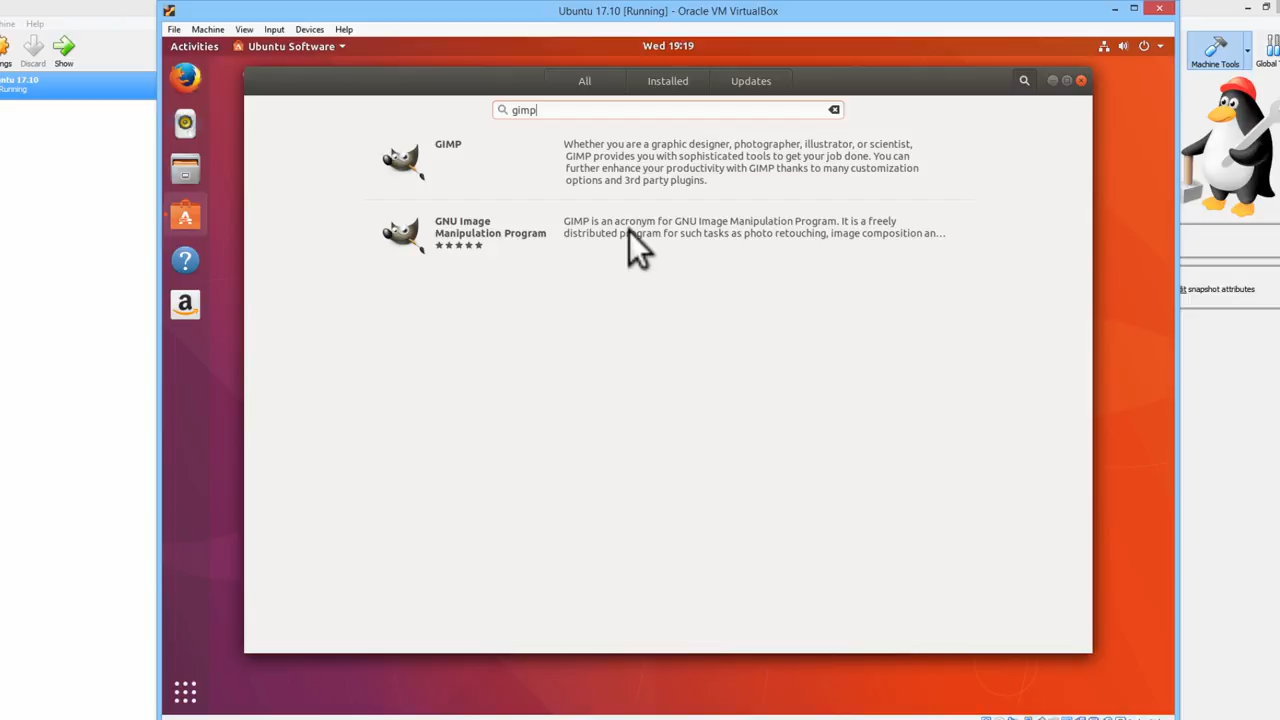 Ubuntu 17.10 [Running] - Oracle VM VirtualBox
Help
File Machine View Input Devices Help
Activities Ubuntu Software Wed 19:19
Discard Show
Machine Tools
17.10
Running
All Installed Updates
gimp
GIMP
Whether you are a graphic designer, photographer, illustrator, or scientist,
GIMP provides you with sophisticated tools to get your job done. You can
further enhance your productivity with GIMP thanks to many customization
options and 3rd party plugins.
GNU Image
Manipulation Program
GIMP is an acronym for GNU Image Manipulation Program. It is a freely
distributed program for such tasks as photo retouching, image composition an...
snapshot attributes